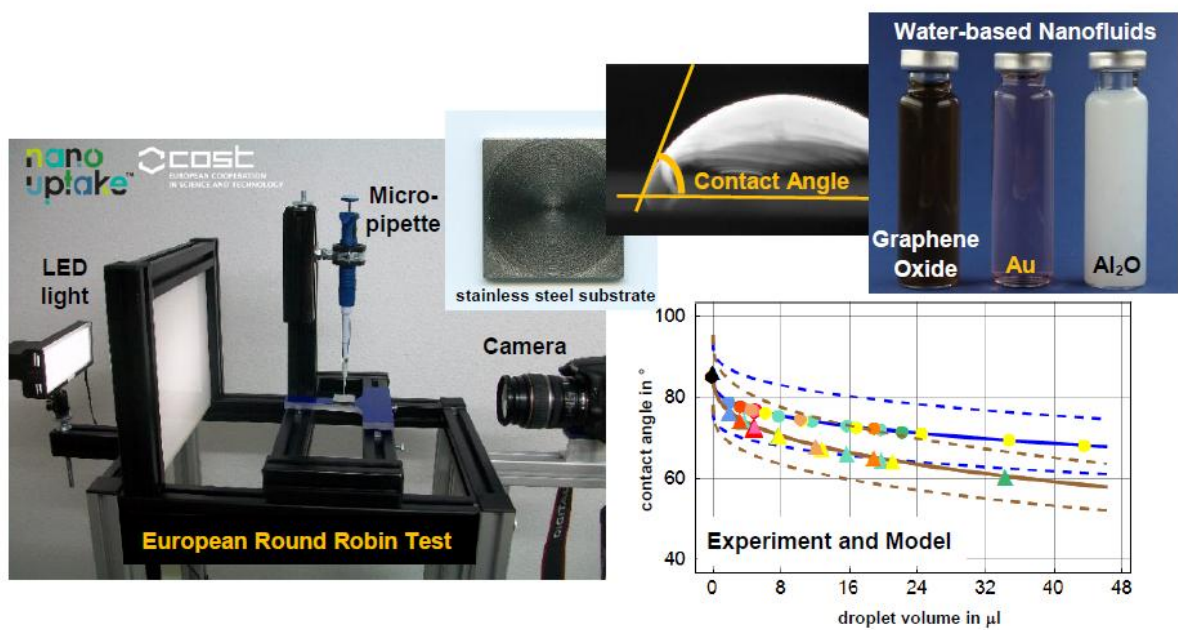 nano
uptake™
cost
EUROPEAN COOPERATION
IN SCIENCE AND TECHNOLOGY
LED
light
Micro-
pipette
Camera
DIGITAL
European Round Robin Test
stainless steel substrate
Contact Angle
Water-based Nanofluids
Graphene
Oxide
Au
Al₂O
contact angle in °
100
80
60
40
Experiment and Model
0
8
16
24
32
40
48
droplet volume in µl